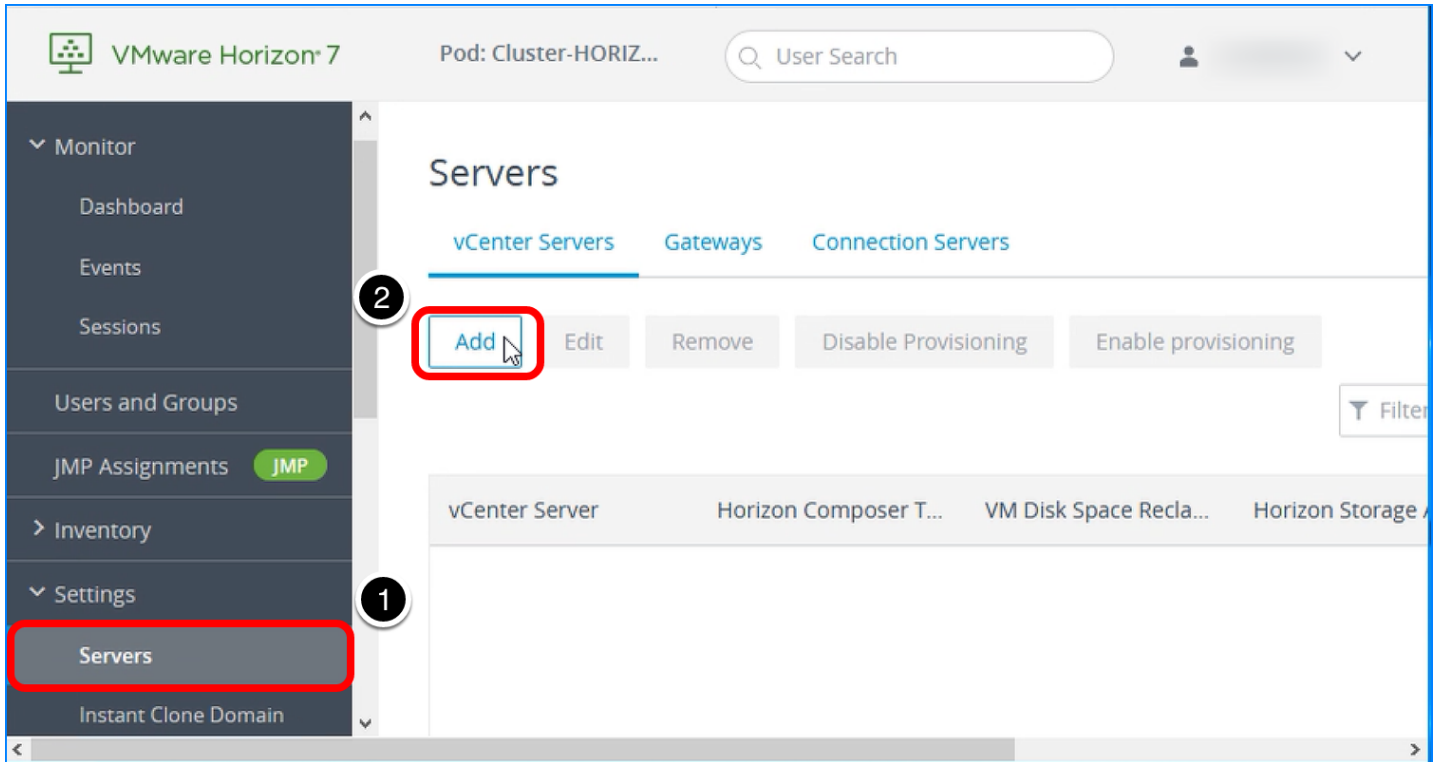 VMware Horizon® 7
Pod: Cluster-HORIZ...
User Search
Monitor
Dashboard
Events
Sessions
Users and Groups
JMP Assignments JMP
Inventory
Settings
1
Servers
Instant Clone Domain
Servers
vCenter Servers Gateways Connection Servers
2
Add Edit Remove Disable Provisioning Enable provisioning
Filter
vCenter Server Horizon Composer T... VM Disk Space Recla... Horizon Storage